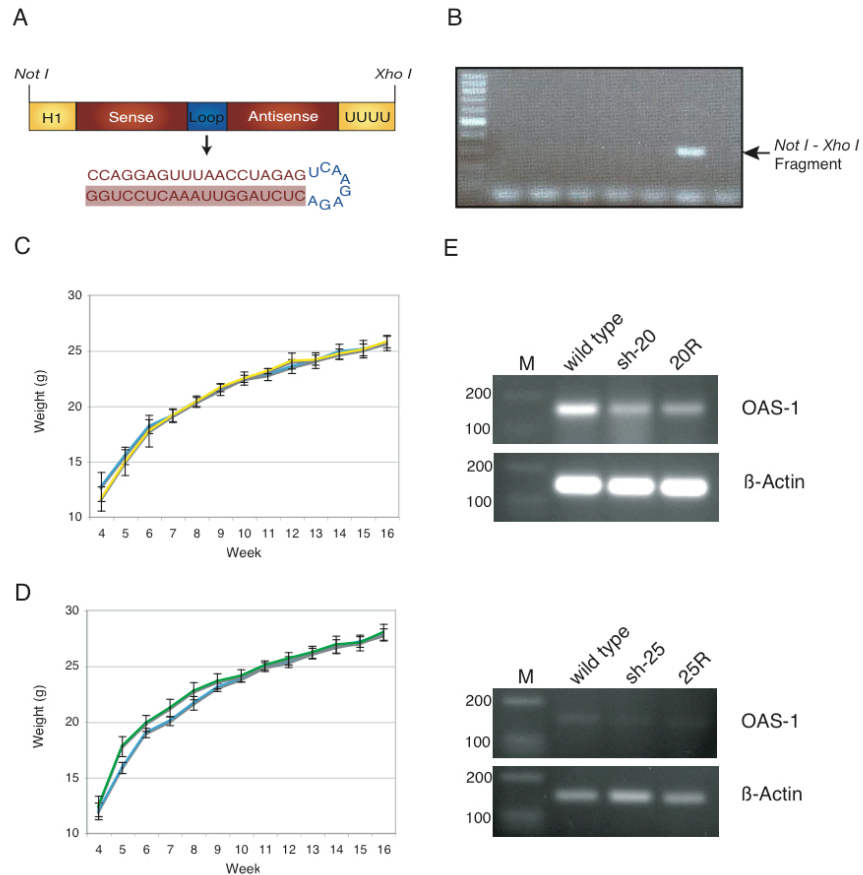 A
Not I
Xho I
H1
Sense
Loop
Antisense
UUUU
CCAGGAGUUUAACCUAGAG
UCAAGAGA
GGUCCUCAAAUUGGAUCUC
B
Not I - Xho I
Fragment
C
Weight (g)
30
25
20
15
10
4 5 6 7 8 9 10 11 12 13 14 15 16
Week
D
Weight (g)
30
25
20
15
10
4 5 6 7 8 9 10 11 12 13 14 15 16
Week
E
M wild type sh-20 20R
200
100
OAS-1
200
100
ß-Actin
M wild type sh-25 25R
200
100
OAS-1
200
100
ß-Actin